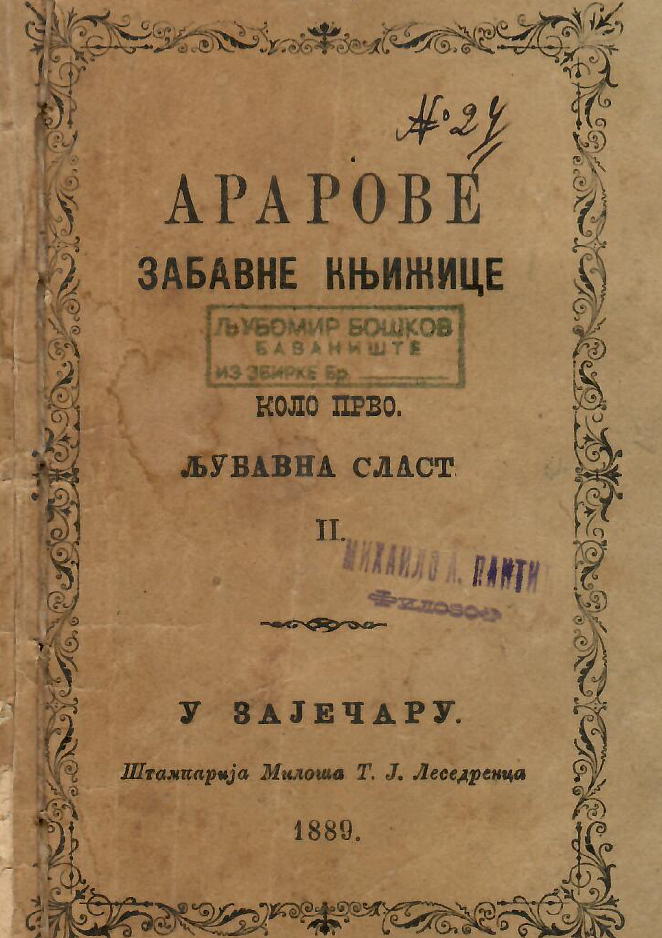 № 24
АРАРОВЕ
ЗАБАВНЕ КЊИЖИЦЕ
ЉУБОМИР БОШКОВ
БАВАНИШТЕ
ИЗ ЗБИРКЕ Бр.
КОЛО ПРВО.
ЉУБАВНА СЛАСТ
II.
МИХАИЛО А. ПАНТИ
Филозоф
У ЗАЈЕЧАРУ.
Штампарија Милоша Т. Ј. Леседренца
1889.